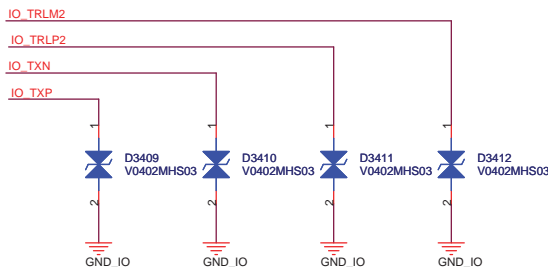 IO_TRLM2
IO_TRLP2
IO_TXN
IO_TXP
1 1 1 1
D3409 D3410 D3411 D3412
V0402MHS03 V0402MHS03 V0402MHS03 V0402MHS03
2 2 2 2
GND_IO GND_IO GND_IO GND_IO